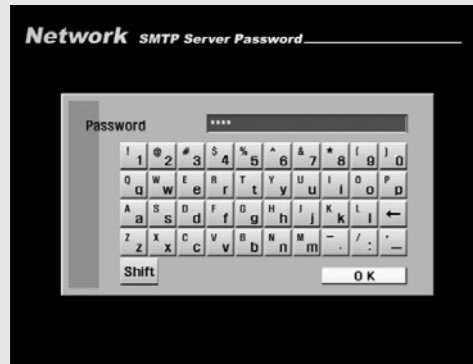 Network SMTP Server Password
Password ****
! 1 @ 2 # 3 $ 4 % 5 ^ 6 & 7 * 8 ( 9 ) 0
Q q W w E e R r T t Y y U u I i O o P p
A a S s D d F f G g H h J j K k L l ←
Z z X x C c V v B b N n M m - . / : ' _
Shift OK